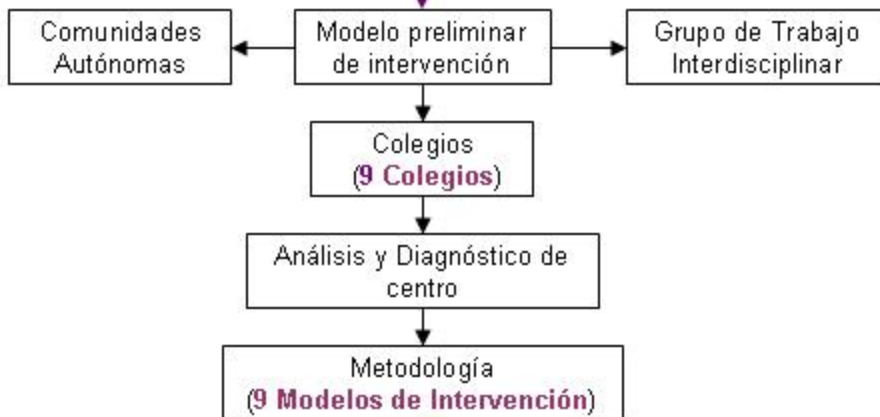 Comunidades
Autónomas
Modelo preliminar
de intervención
Grupo de Trabajo
Interdisciplinar
Colegios
(9 Colegios)
Análisis y Diagnóstico de
centro
Metodología
(9 Modelos de Intervención)